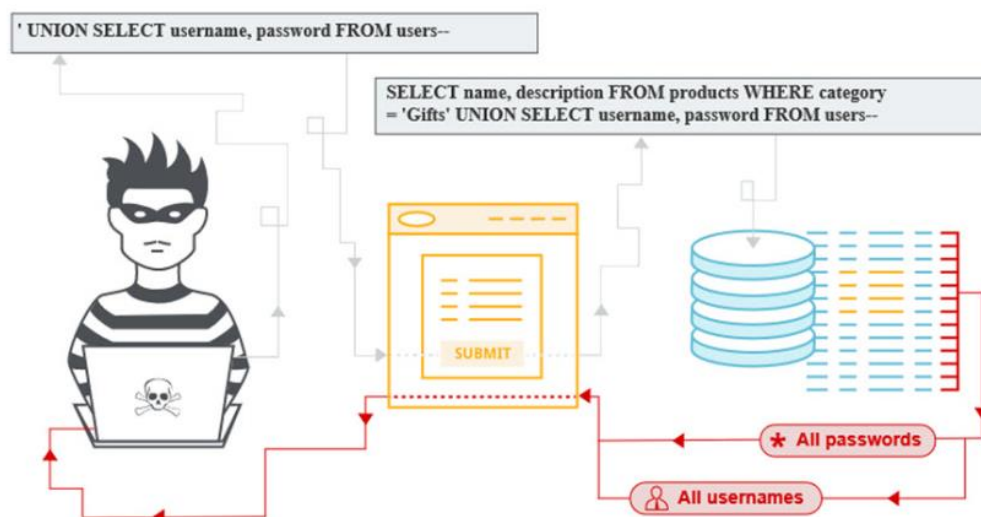 ' UNION SELECT username, password FROM users--
SELECT name, description FROM products WHERE category
= 'Gifts' UNION SELECT username, password FROM users--
SUBMIT
* All passwords
All usernames